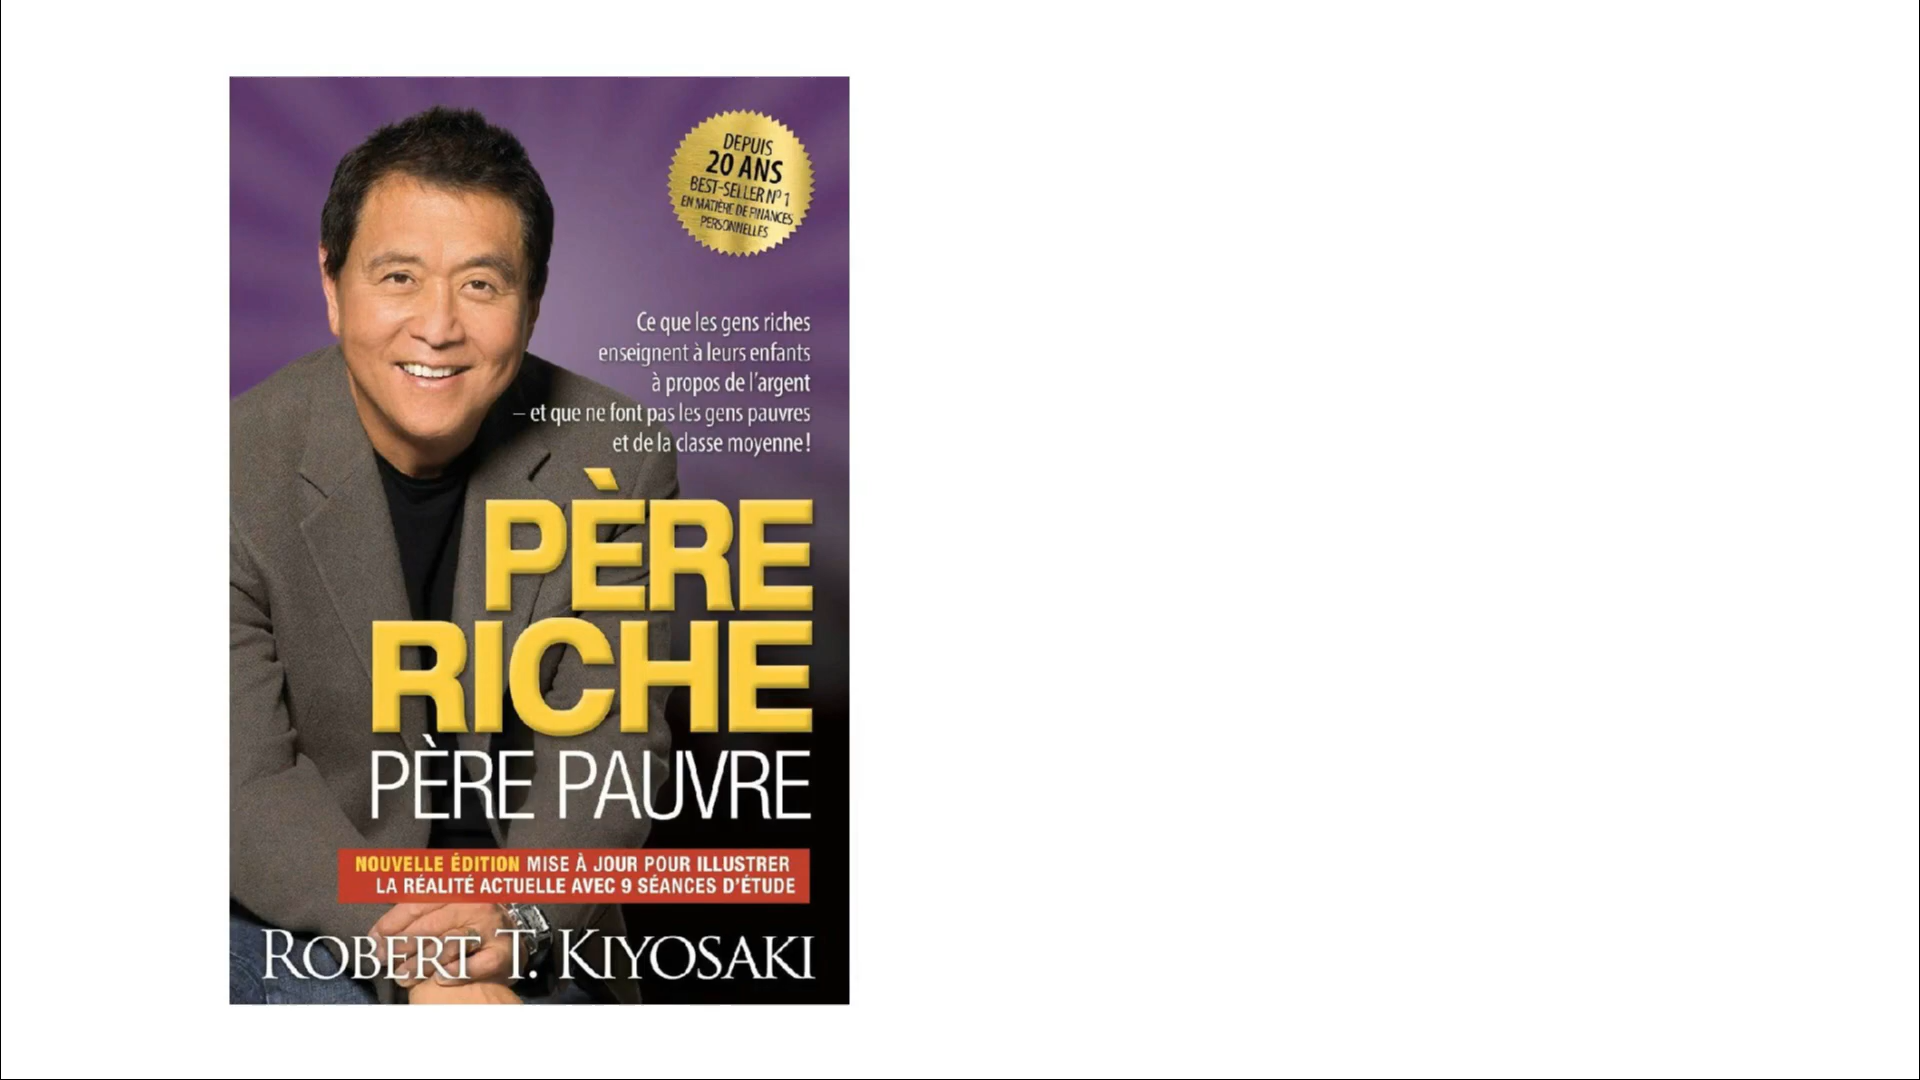 DEPUIS
20 ANS
BEST-SELLER Nº 1
EN MATIÈRE DE FINANCES
PERSONNELLES
Ce que les gens riches
enseignent à leurs enfants
à propos de l'argent
– et que ne font pas les gens pauvres
et de la classe moyenne !
PÈRE
RICHE
PÈRE PAUVRE
NOUVELLE ÉDITION MISE À JOUR POUR ILLUSTRER
LA RÉALITÉ ACTUELLE AVEC 9 SÉANCES D'ÉTUDE
ROBERT T. KIYOSAKI